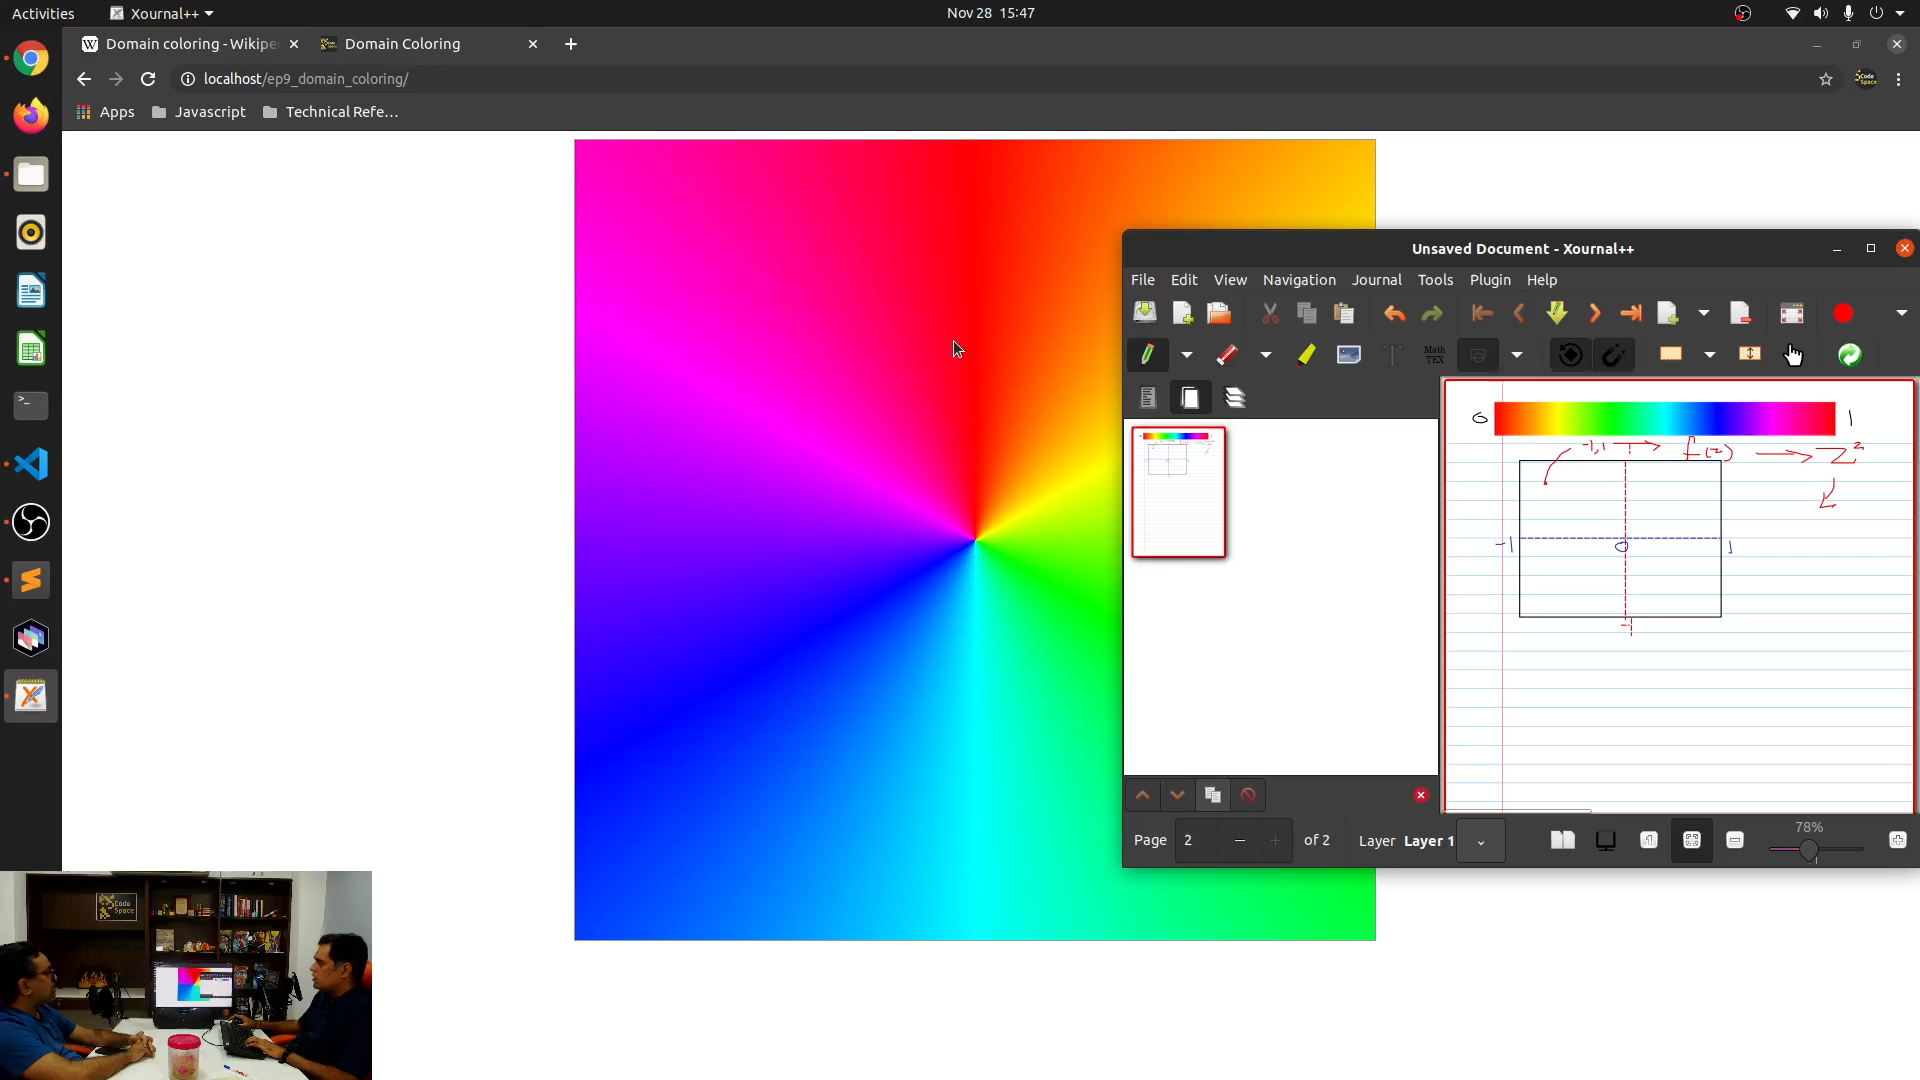 Activities Xournal++ Nov 28 15:47
Domain coloring - Wikipe Domain Coloring
localhost/ep9_domain_coloring/
Apps Javascript Technical Refe…
Unsaved Document - Xournal++
File Edit View Navigation Journal Tools Plugin Help
Math TEX
0 1
-1,1 → f(z) → z²
-1 0 1
-1
Page 2 of 2 Layer Layer 1 78%
Code Space